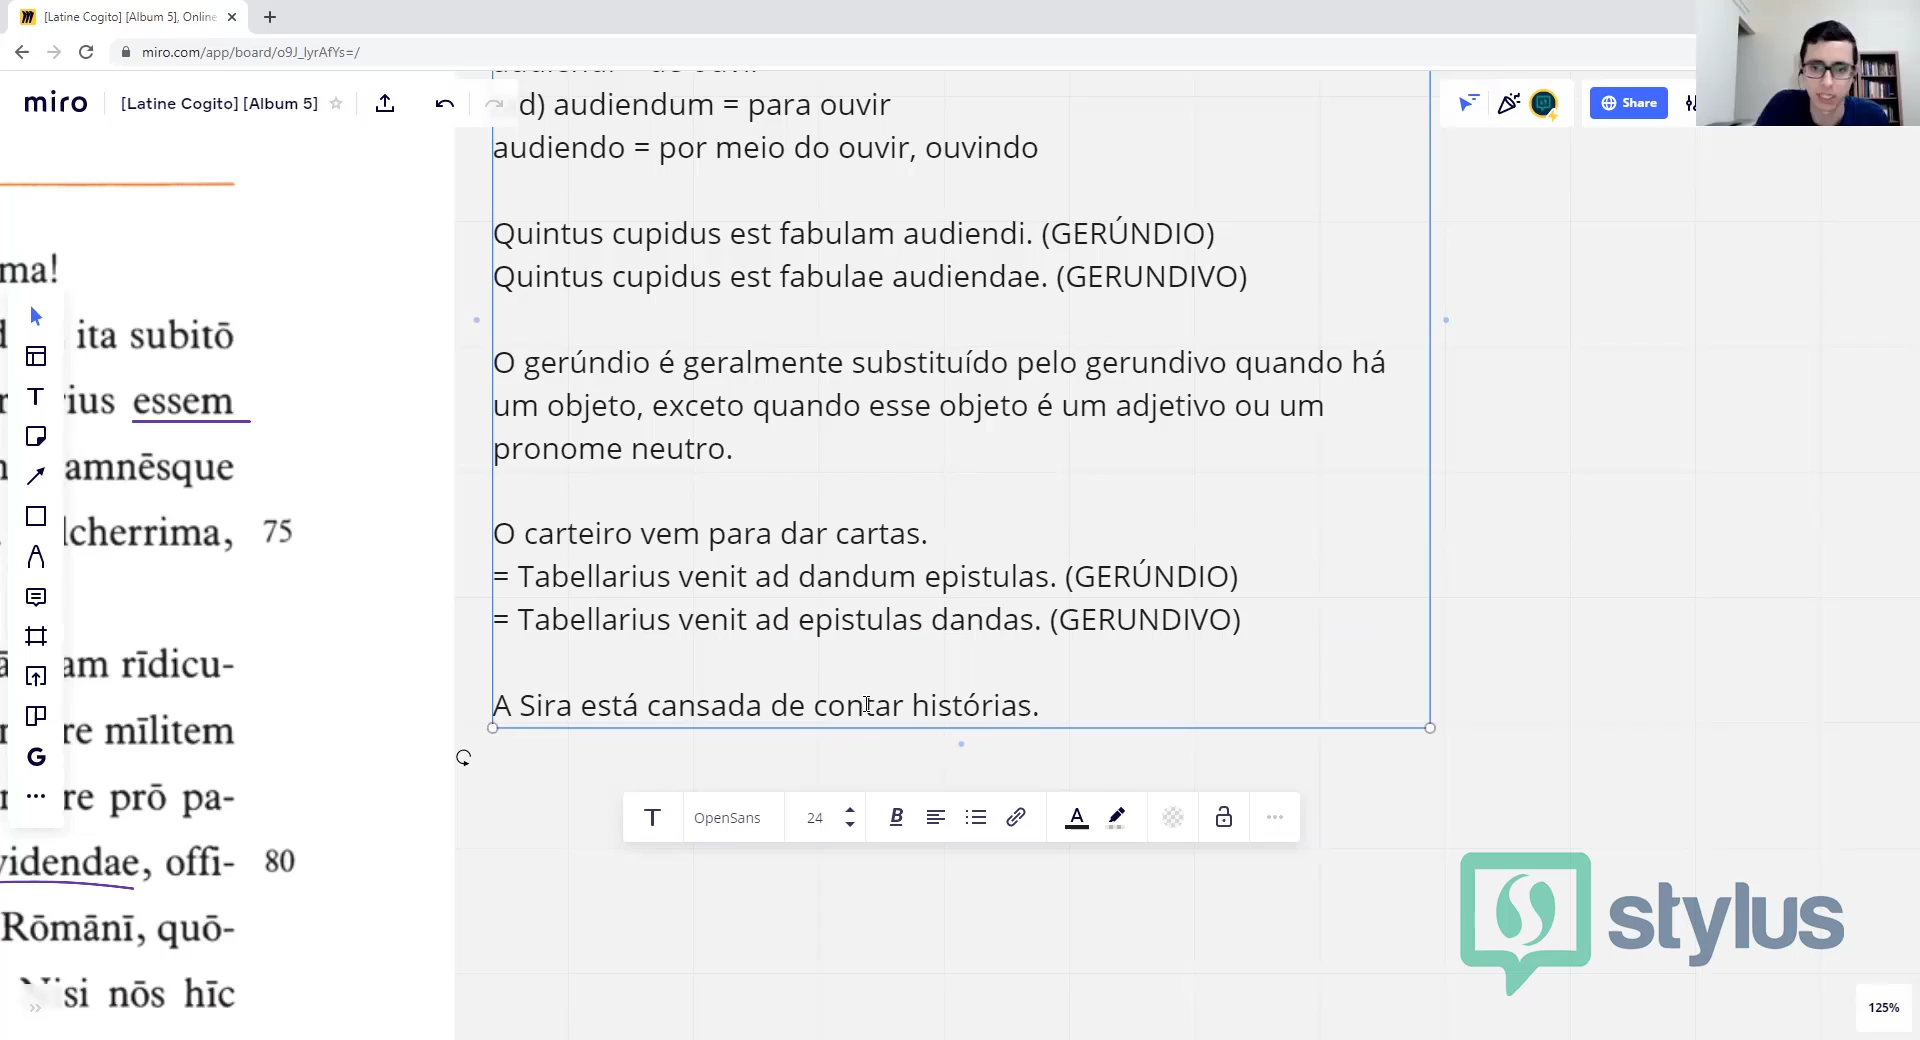 [Latine Cogito] [Album 5], Online
miro.com/app/board/o9J_lyrAfYs=/
miro
[Latine Cogito] [Album 5]
Share
d) audiendum = para ouvir
audiendo = por meio do ouvir, ouvindo
Quintus cupidus est fabulam audiendi. (GERÚNDIO)
Quintus cupidus est fabulae audiendae. (GERUNDIVO)
O gerúndio é geralmente substituído pelo gerundivo quando há
um objeto, exceto quando esse objeto é um adjetivo ou um
pronome neutro.
O carteiro vem para dar cartas.
= Tabellarius venit ad dandum epistulas. (GERÚNDIO)
= Tabellarius venit ad epistulas dandas. (GERUNDIVO)
A Sira está cansada de contar histórias.
ma!
ita subitō
ius essem
amnēsque
lcherrima, 75
am rīdicu-
re mīlitem
re prō pa-
videndae, offi- 80
Rōmānī, quō-
si nōs hīc
T OpenSans 24 B A
stylus
125%